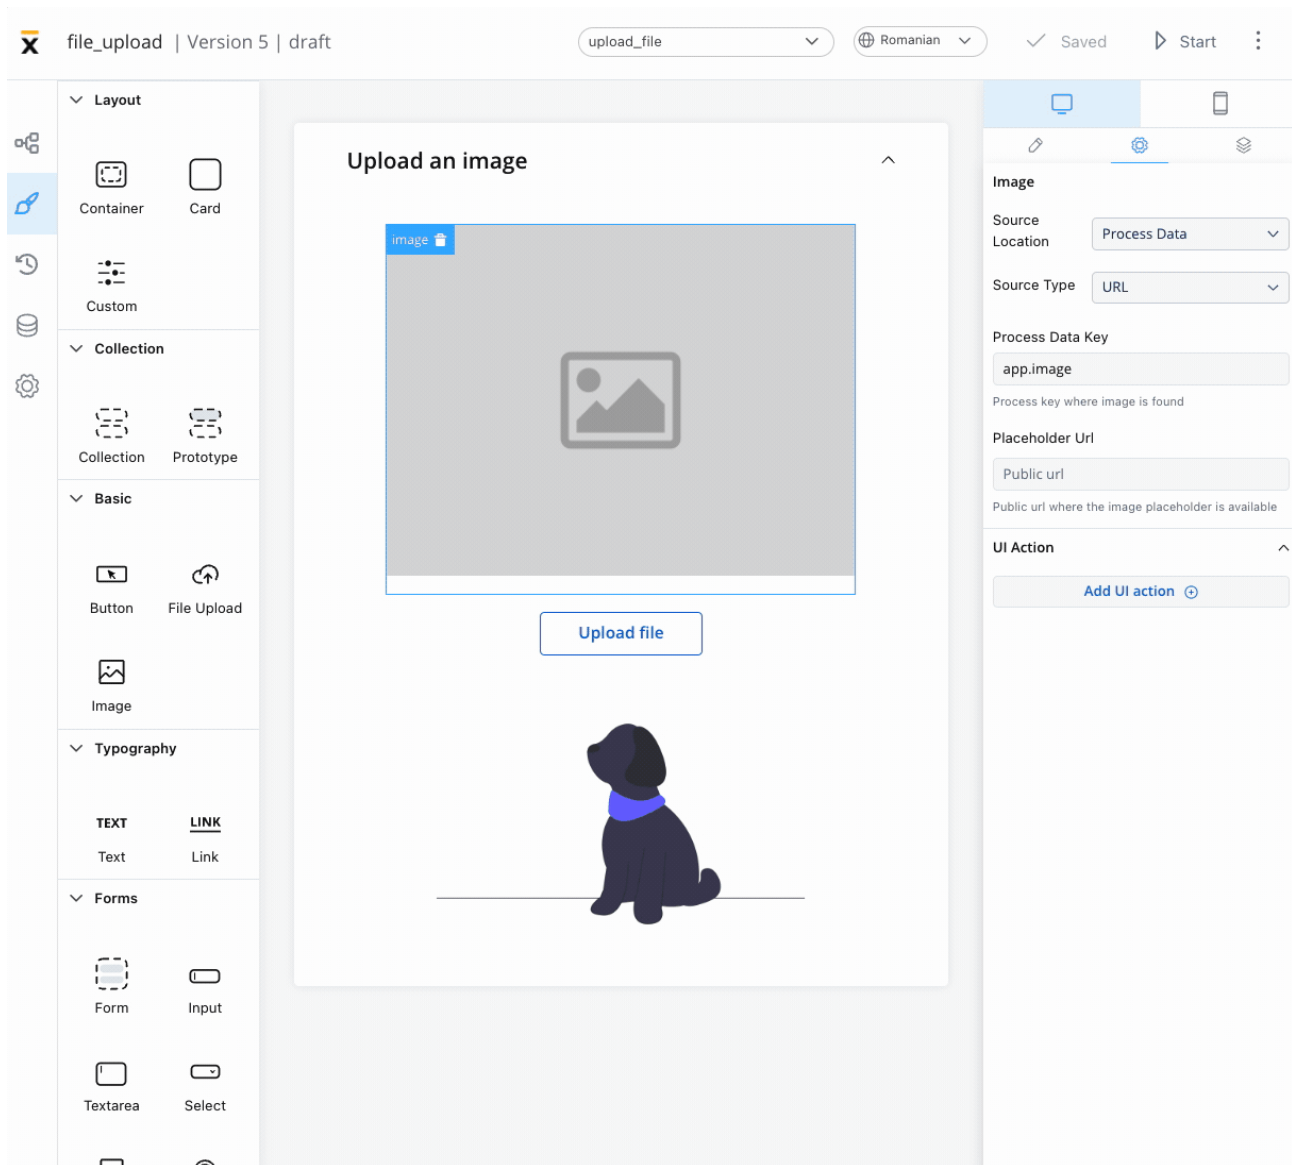 file_upload | Version 5 | draft
upload_file
Romanian
Saved
Start
Layout
Container
Card
Custom
Collection
Collection
Prototype
Basic
Button
File Upload
Image
Typography
TEXT
LINK
Text
Link
Forms
Form
Input
Textarea
Select
Upload an image
image
Upload file
Image
Source
Location
Process Data
Source Type
URL
Process Data Key
app.image
Process key where image is found
Placeholder Url
Public url
Public url where the image placeholder is available
UI Action
Add UI action